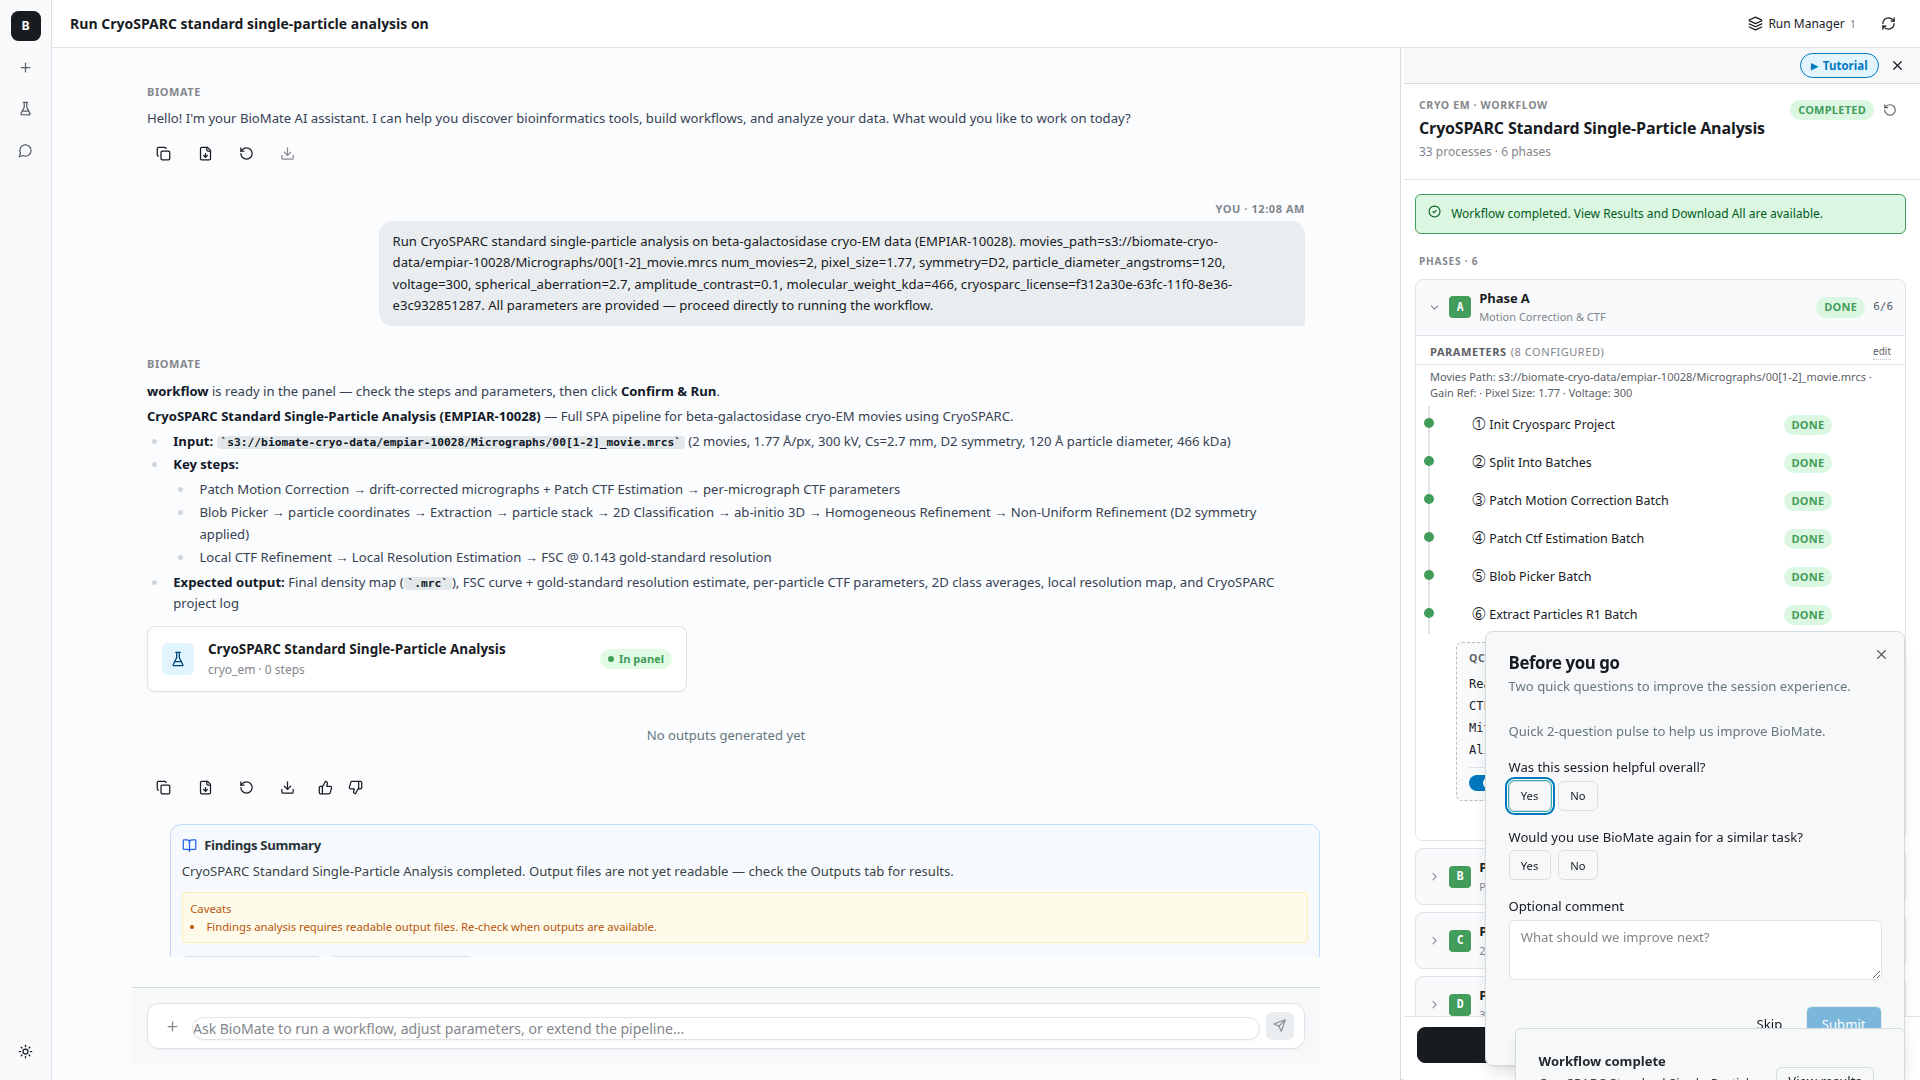 B
Run CryoSPARC standard single-particle analysis on
Run Manager 1
BIOMATE
Hello! I'm your BioMate AI assistant. I can help you discover bioinformatics tools, build workflows, and analyze your data. What would you like to work on today?
YOU · 12:08 AM
Run CryoSPARC standard single-particle analysis on beta-galactosidase cryo-EM data (EMPIAR-10028). movies_path=s3://biomate-cryo-
data/empiar-10028/Micrographs/00[1-2]_movie.mrcs num_movies=2, pixel_size=1.77, symmetry=D2, particle_diameter_angstroms=120,
voltage=300, spherical_aberration=2.7, amplitude_contrast=0.1, molecular_weight_kda=466, cryosparc_license=f312a30e-63fc-11f0-8e36-
e3c932851287. All parameters are provided — proceed directly to running the workflow.
BIOMATE
workflow is ready in the panel — check the steps and parameters, then click Confirm & Run.
CryoSPARC Standard Single-Particle Analysis (EMPIAR-10028) — Full SPA pipeline for beta-galactosidase cryo-EM movies using CryoSPARC.
Input: `s3://biomate-cryo-data/empiar-10028/Micrographs/00[1-2]_movie.mrcs` (2 movies, 1.77 Å/px, 300 kV, Cs=2.7 mm, D2 symmetry, 120 Å particle diameter, 466 kDa)
Key steps:
Patch Motion Correction → drift-corrected micrographs + Patch CTF Estimation → per-micrograph CTF parameters
Blob Picker → particle coordinates → Extraction → particle stack → 2D Classification → ab-initio 3D → Homogeneous Refinement → Non-Uniform Refinement (D2 symmetry
applied)
Local CTF Refinement → Local Resolution Estimation → FSC @ 0.143 gold-standard resolution
Expected output: Final density map (`.mrc`), FSC curve + gold-standard resolution estimate, per-particle CTF parameters, 2D class averages, local resolution map, and CryoSPARC
project log
CryoSPARC Standard Single-Particle Analysis
cryo_em · 0 steps
In panel
No outputs generated yet
Findings Summary
CryoSPARC Standard Single-Particle Analysis completed. Output files are not yet readable — check the Outputs tab for results.
Caveats
Findings analysis requires readable output files. Re-check when outputs are available.
Ask BioMate to run a workflow, adjust parameters, or extend the pipeline...
Tutorial
CRYO EM · WORKFLOW
COMPLETED
CryoSPARC Standard Single-Particle Analysis
33 processes · 6 phases
Workflow completed. View Results and Download All are available.
PHASES · 6
A Phase A DONE 6/6
Motion Correction & CTF
PARAMETERS (8 CONFIGURED) edit
Movies Path: s3://biomate-cryo-data/empiar-10028/Micrographs/00[1-2]_movie.mrcs ·
Gain Ref: · Pixel Size: 1.77 · Voltage: 300
① Init Cryosparc Project DONE
② Split Into Batches DONE
③ Patch Motion Correction Batch DONE
④ Patch Ctf Estimation Batch DONE
⑤ Blob Picker Batch DONE
⑥ Extract Particles R1 Batch DONE
QC
B
C
D
Before you go
Two quick questions to improve the session experience.
Quick 2-question pulse to help us improve BioMate.
Was this session helpful overall?
Yes No
Would you use BioMate again for a similar task?
Yes No
Optional comment
What should we improve next?
Skip Submit
Workflow complete
View results